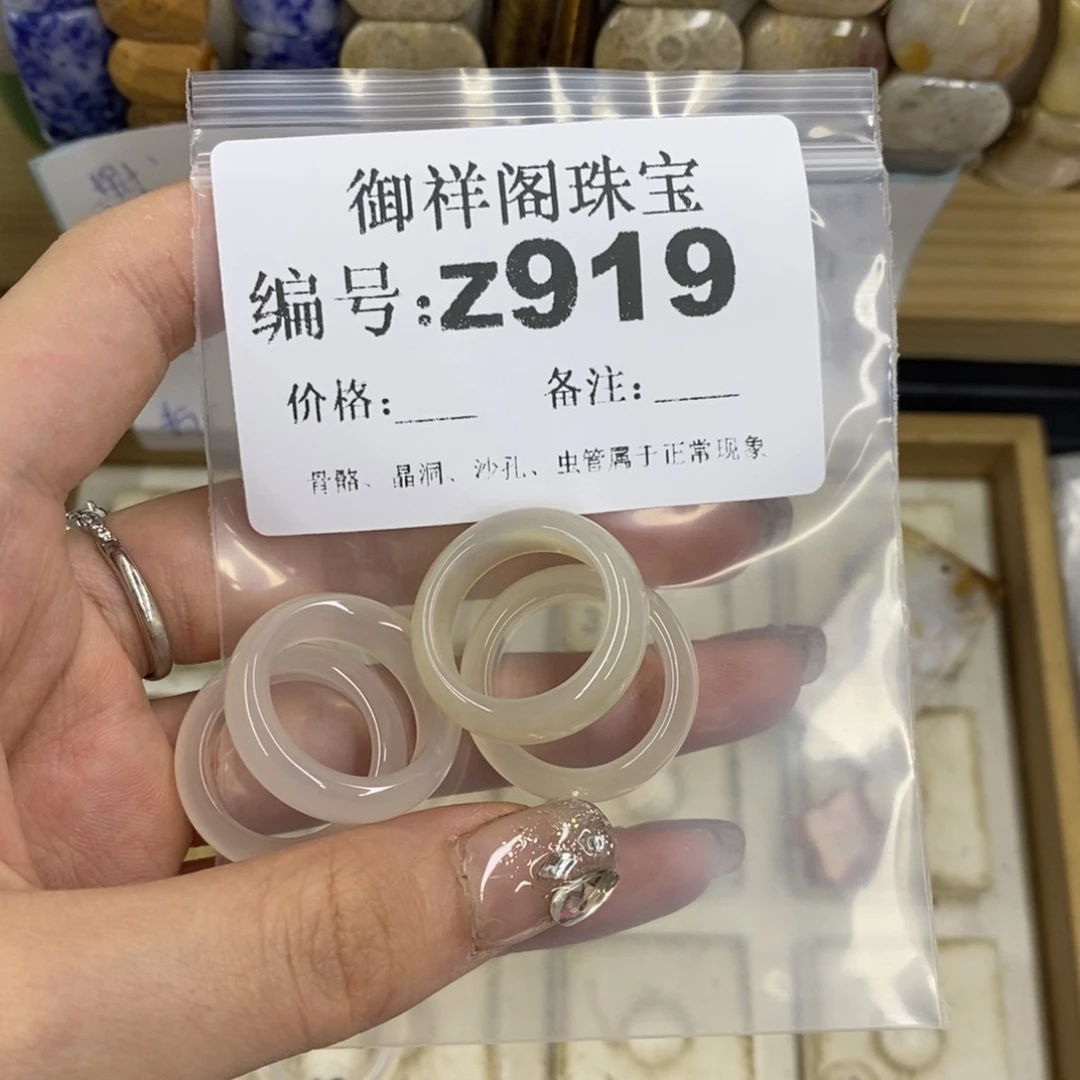 御祥阁珠宝
编号:z919
价格:____ 备注:____
骨骼、晶洞、沙孔、虫管属于正常现象